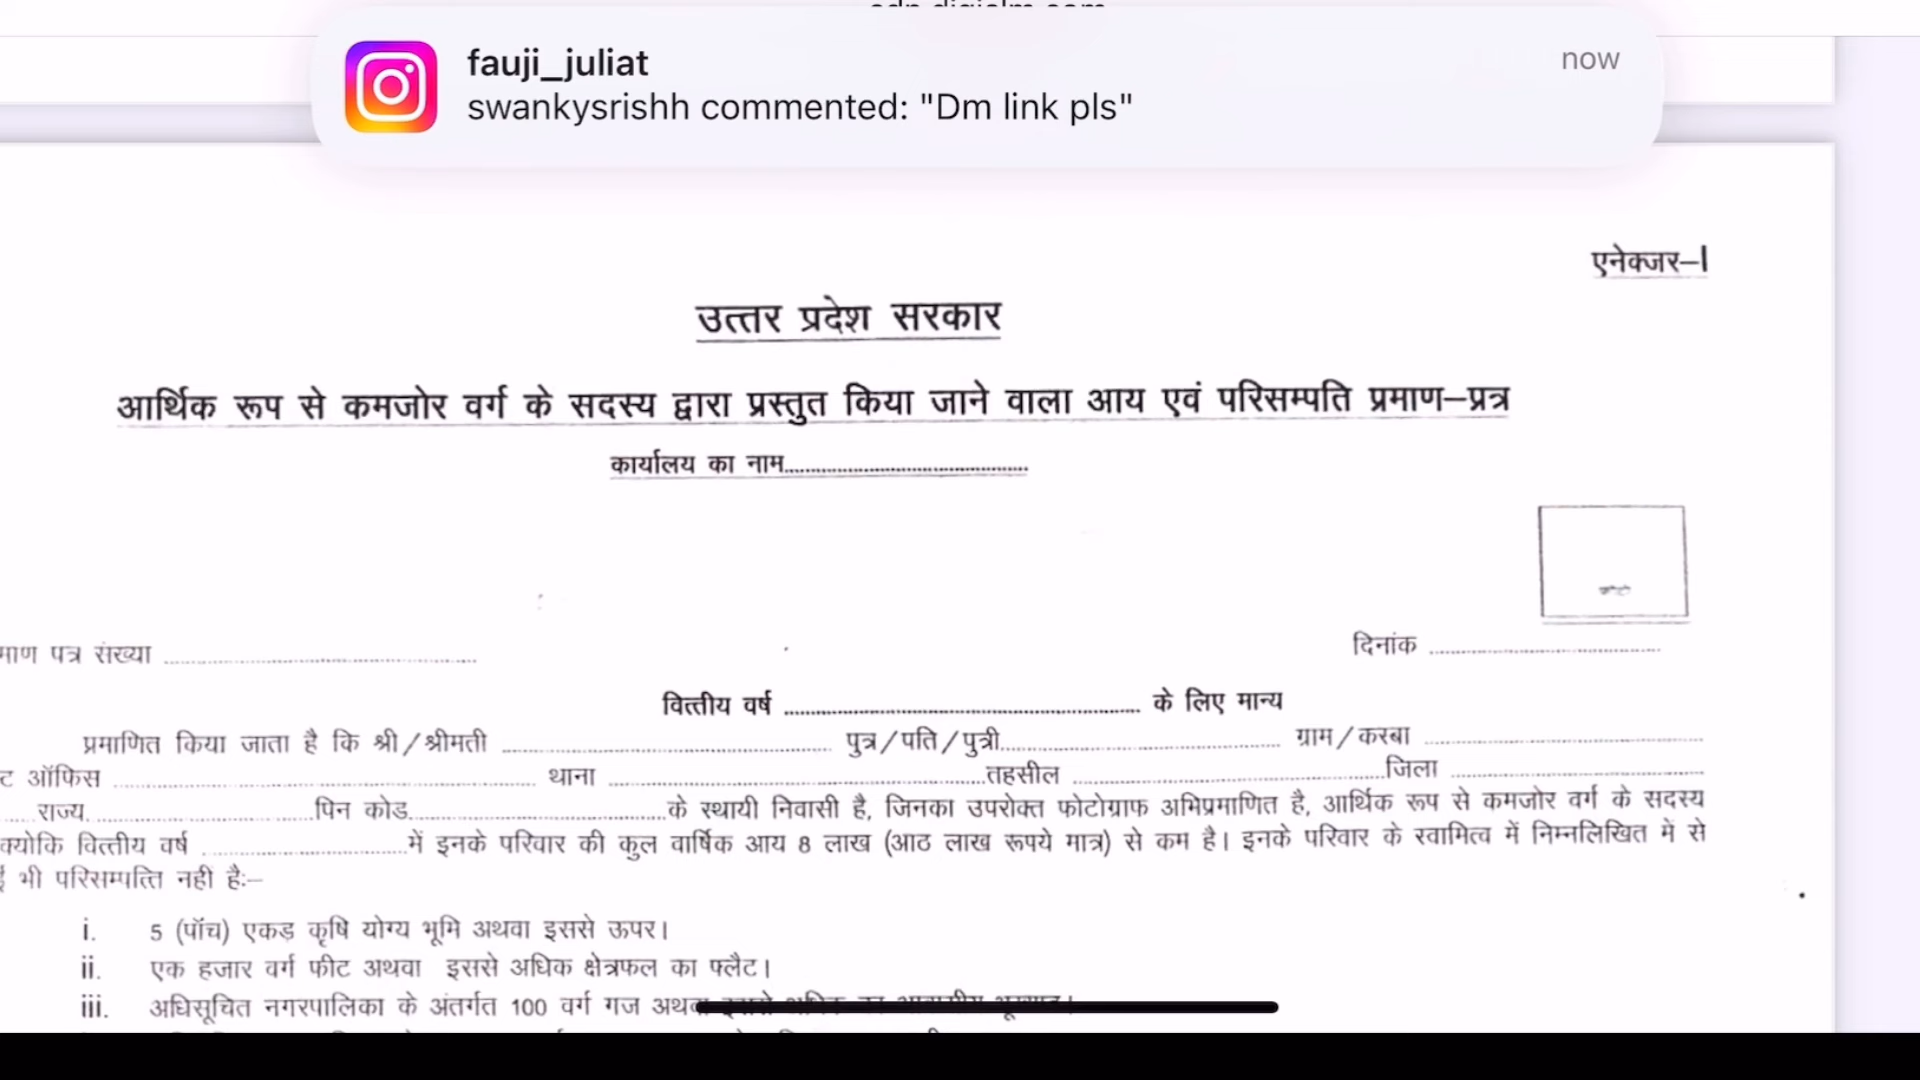 fauji_juliat
now
swankysrishh commented: "Dm link pls"
एनेक्जर–I
उत्तर प्रदेश सरकार
आर्थिक रूप से कमजोर वर्ग के सदस्य द्वारा प्रस्तुत किया जाने वाला आय एवं परिसम्पति प्रमाण–प्रत्र
कार्यालय का नाम..............................
माण पत्र संख्या ..............................
दिनांक ..............................
वित्तीय वर्ष .............................. के लिए मान्य
प्रमाणित किया जाता है कि श्री/श्रीमती .............................. पुत्र/पति/पुत्री.............................. ग्राम/करबा ..............................
ट ऑफिस .............................. थाना ..............................तहसील ..............................जिला ..............................
.....राज्य..............................पिन कोड..............................के स्थायी निवासी है, जिनका उपरोक्त फोटोग्राफ अभिप्रमाणित है, आर्थिक रूप से कमजोर वर्ग के सदस्य
क्योकि वित्तीय वर्ष ..............................में इनके परिवार की कुल वार्षिक आय 8 लाख (आठ लाख रूपये मात्र) से कम है। इनके परिवार के स्वामित्व में निम्नलिखित में से
भी परिसम्पत्ति नही हैः–
i. 5 (पॉच) एकड़ कृषि योग्य भूमि अथवा इससे ऊपर।
ii. एक हजार वर्ग फीट अथवा इससे अधिक क्षेत्रफल का फ्लैट।
iii. अधिसूचित नगरपालिका के अंतर्गत 100 वर्ग गज